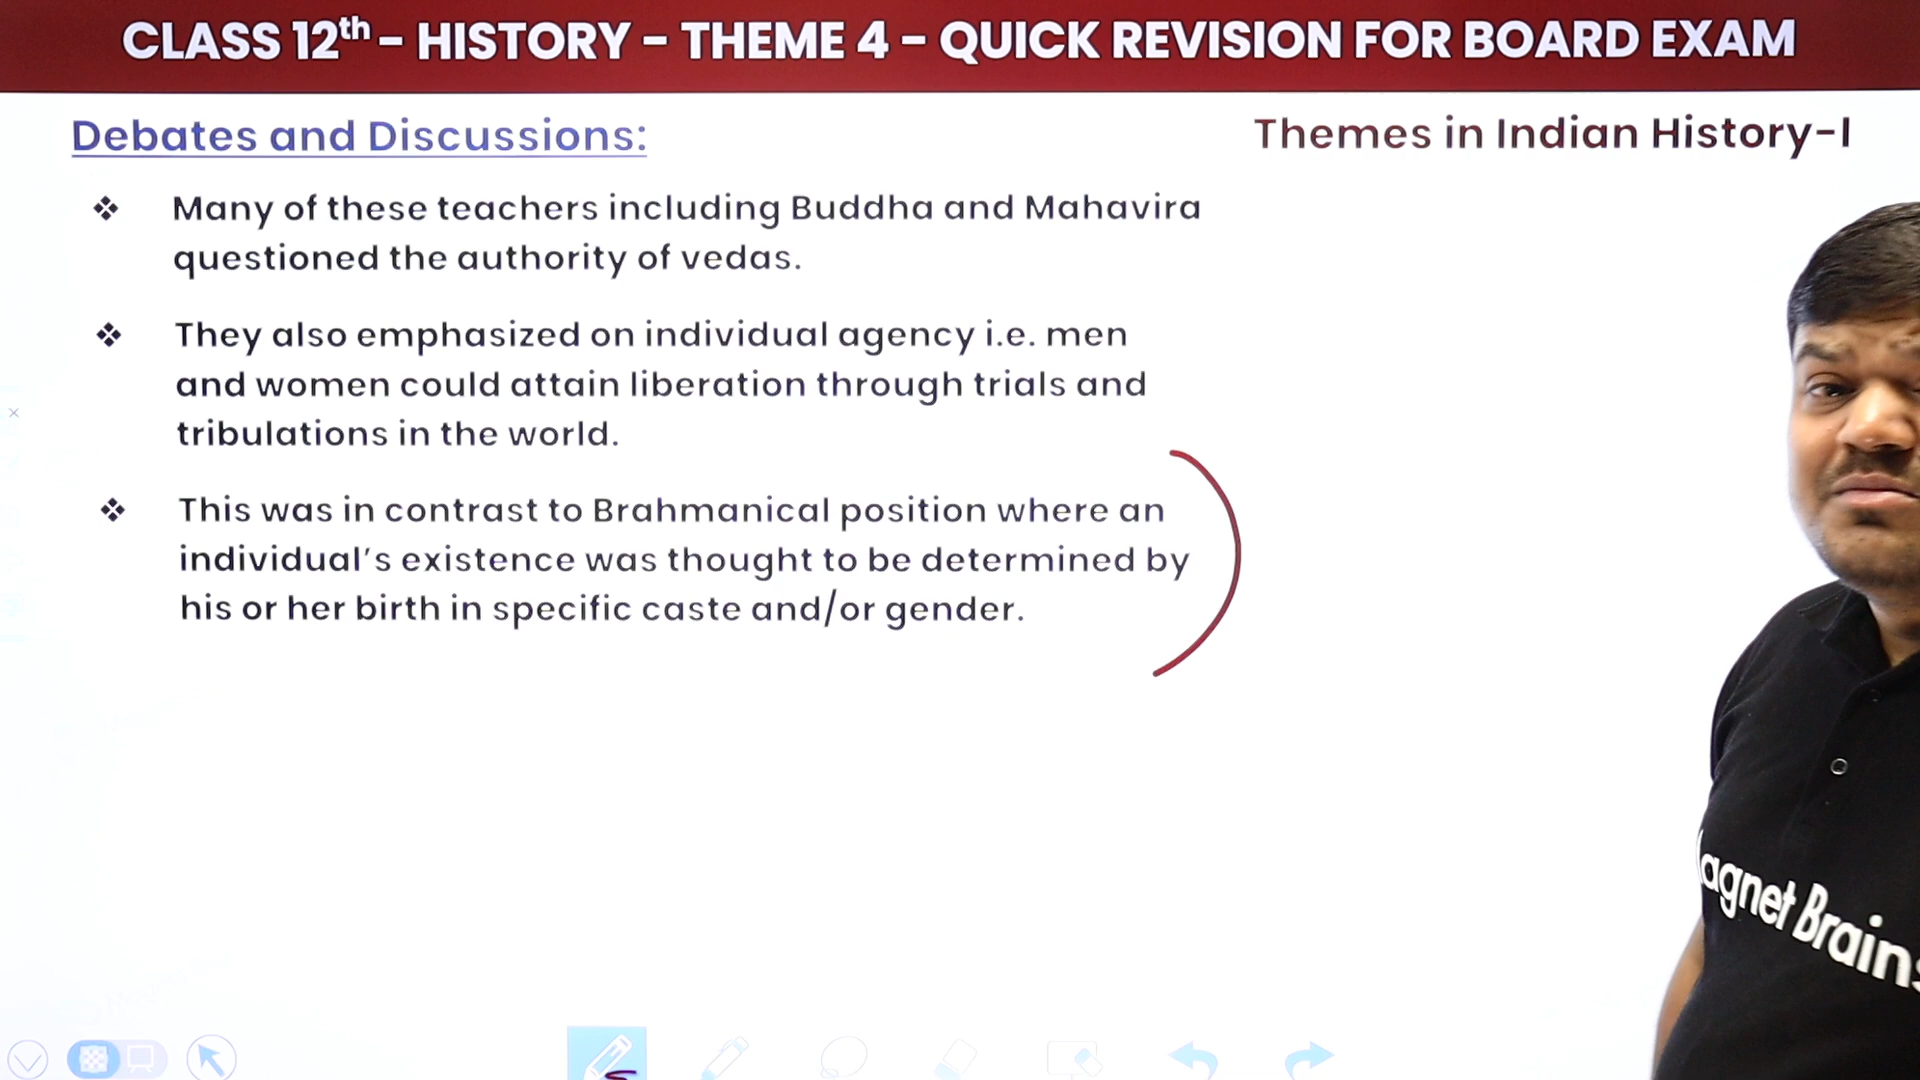 CLASS 12th - HISTORY - THEME 4 - QUICK REVISION FOR BOARD EXAM
Debates and Discussions:
Themes in Indian History-I
❖ Many of these teachers including Buddha and Mahavira
questioned the authority of vedas.
❖ They also emphasized on individual agency i.e. men
and women could attain liberation through trials and
tribulations in the world.
❖ This was in contrast to Brahmanical position where an
individual's existence was thought to be determined by
his or her birth in specific caste and/or gender.
agnet Brains